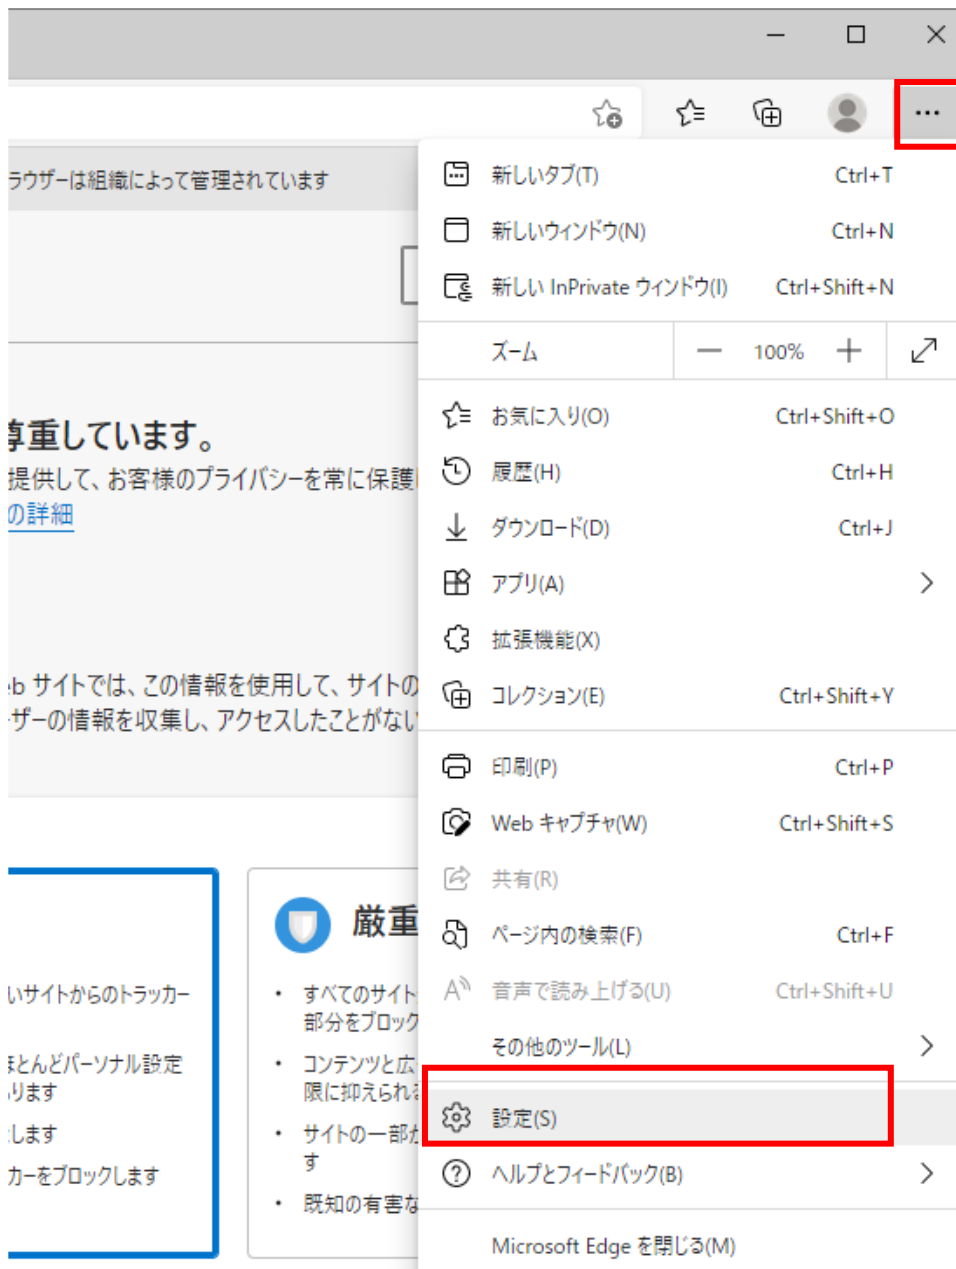 ラウザーは組織によって管理されています
尊重しています。
提供して、お客様のプライバシーを常に保護
の詳細
eb サイトでは、この情報を使用して、サイトの
ーザーの情報を収集し、アクセスしたことがない
いサイトからのトラッカー
ほとんどパーソナル設定
ります
します
カーをブロックします
厳重
• すべてのサイト
部分をブロック
• コンテンツと広
限に抑えられ
• サイトの一部が
す
• 既知の有害な
新しいタブ(T) Ctrl+T
新しいウィンドウ(N) Ctrl+N
新しい InPrivate ウィンドウ(I) Ctrl+Shift+N
ズーム 100%
お気に入り(O) Ctrl+Shift+O
履歴(H) Ctrl+H
ダウンロード(D) Ctrl+J
アプリ(A)
拡張機能(X)
コレクション(E) Ctrl+Shift+Y
印刷(P) Ctrl+P
Web キャプチャ(W) Ctrl+Shift+S
共有(R)
ページ内の検索(F) Ctrl+F
音声で読み上げる(U) Ctrl+Shift+U
その他のツール(L)
設定(S)
ヘルプとフィードバック(B)
Microsoft Edge を閉じる(M)